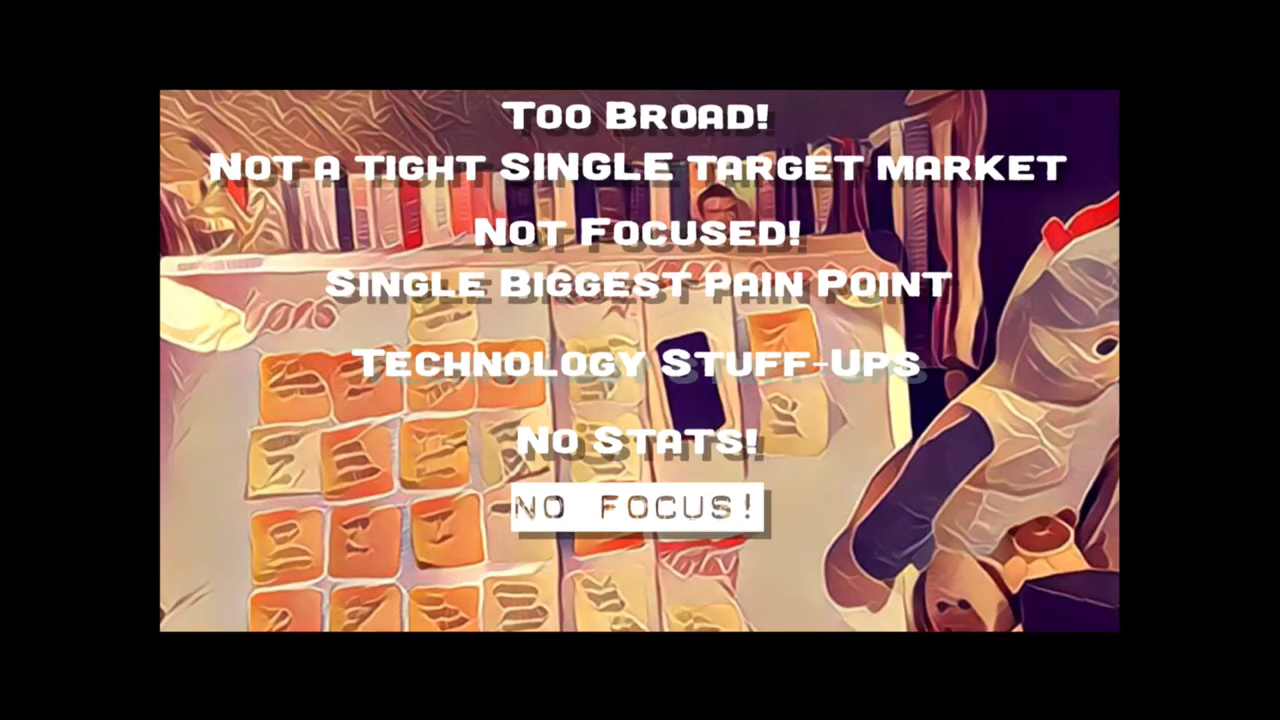 Too Broad!
Not a tight SINGLE target market
Not Focused!
Single Biggest pain Point
Technology Stuff-Ups
No Stats!
NO FOCUS!